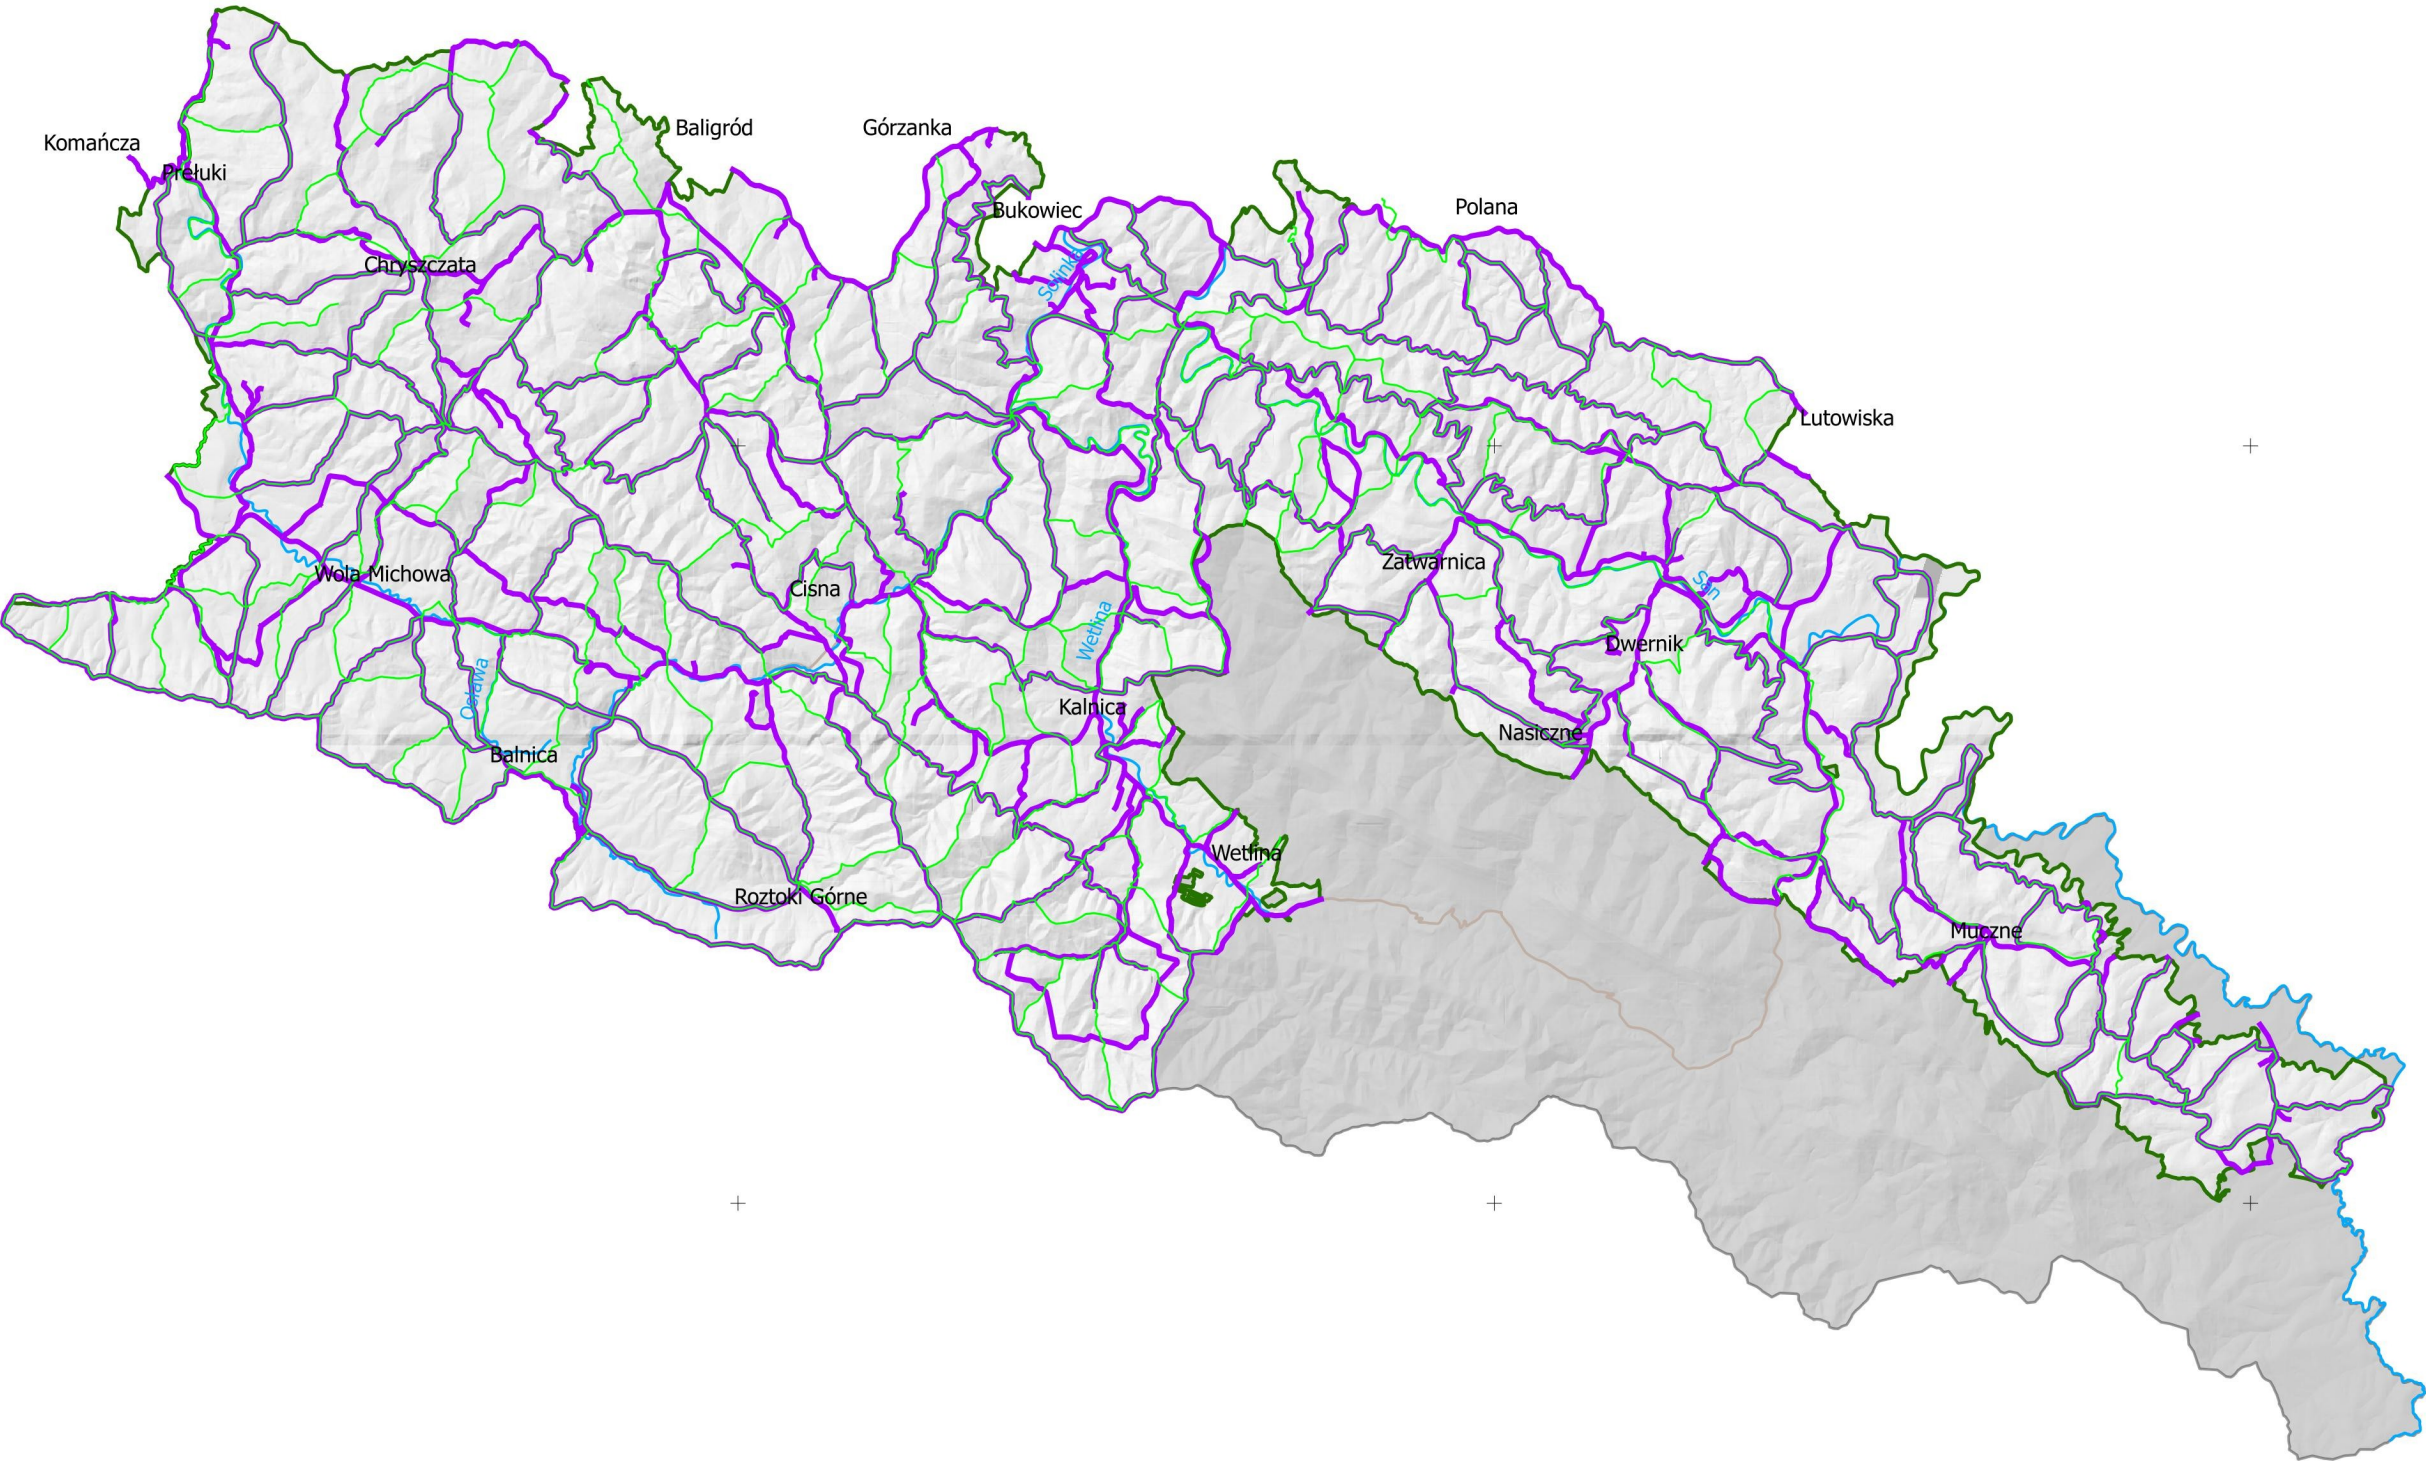 Komańcza
Baligród
Górzanka
Prełuki
Bukowiec
Polana
Chryszczata
Solinka
Lutowiska
Wola Michowa
Cisna
Zatwarnica
San
Wetlina
Dwernik
Osława
Kalnica
Nasiczne
Balnica
Wetlina
Roztoki Górne
Muczne